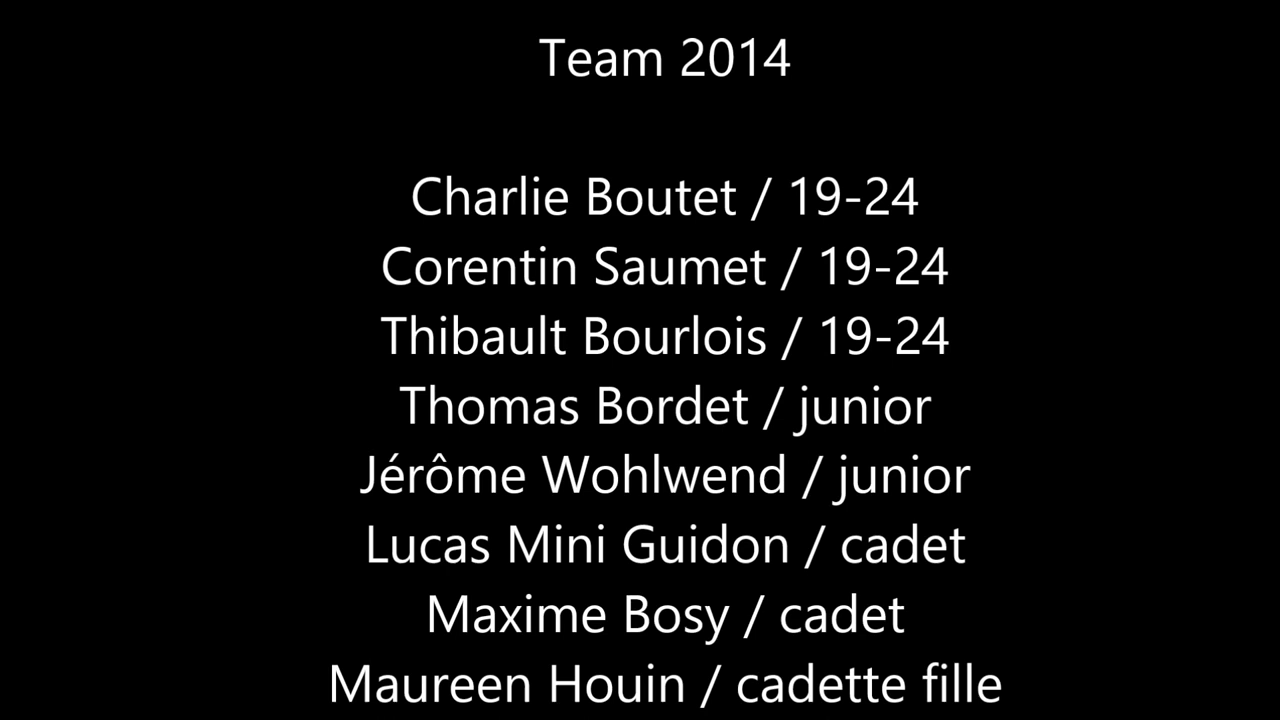 Team 2014
Charlie Boutet / 19-24
Corentin Saumet / 19-24
Thibault Bourlois / 19-24
Thomas Bordet / junior
Jérôme Wohlwend / junior
Lucas Mini Guidon / cadet
Maxime Bosy / cadet
Maureen Houin / cadette fille